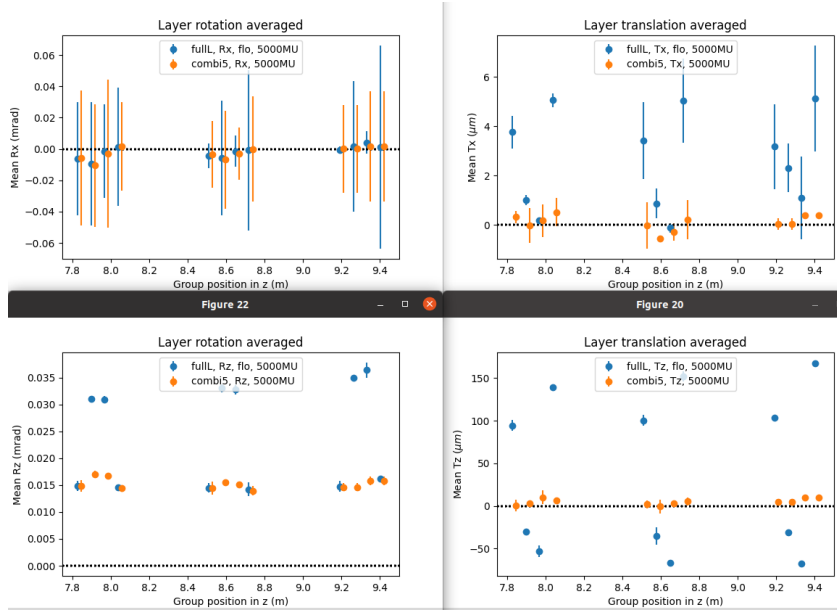 Layer rotation averaged
fullL, Rx, flo, 5000MU
combi5, Rx, 5000MU
Mean Rx (mrad)
0.06
0.04
0.02
0.00
−0.02
−0.04
−0.06
7.8 8.0 8.2 8.4 8.6 8.8 9.0 9.2 9.4
Group position in z (m)
Layer translation averaged
fullL, Tx, flo, 5000MU
combi5, Tx, 5000MU
Mean Tx (μm)
6
4
2
0
7.8 8.0 8.2 8.4 8.6 8.8 9.0 9.2 9.4
Group position in z (m)
Figure 22
Layer rotation averaged
fullL, Rz, flo, 5000MU
combi5, Rz, 5000MU
Mean Rz (mrad)
0.035
0.030
0.025
0.020
0.015
0.010
0.005
0.000
7.8 8.0 8.2 8.4 8.6 8.8 9.0 9.2 9.4
Group position in z (m)
Figure 20
Layer translation averaged
fullL, Tz, flo, 5000MU
combi5, Tz, 5000MU
Mean Tz (μm)
150
100
50
0
−50
7.8 8.0 8.2 8.4 8.6 8.8 9.0 9.2 9.4
Group position in z (m)